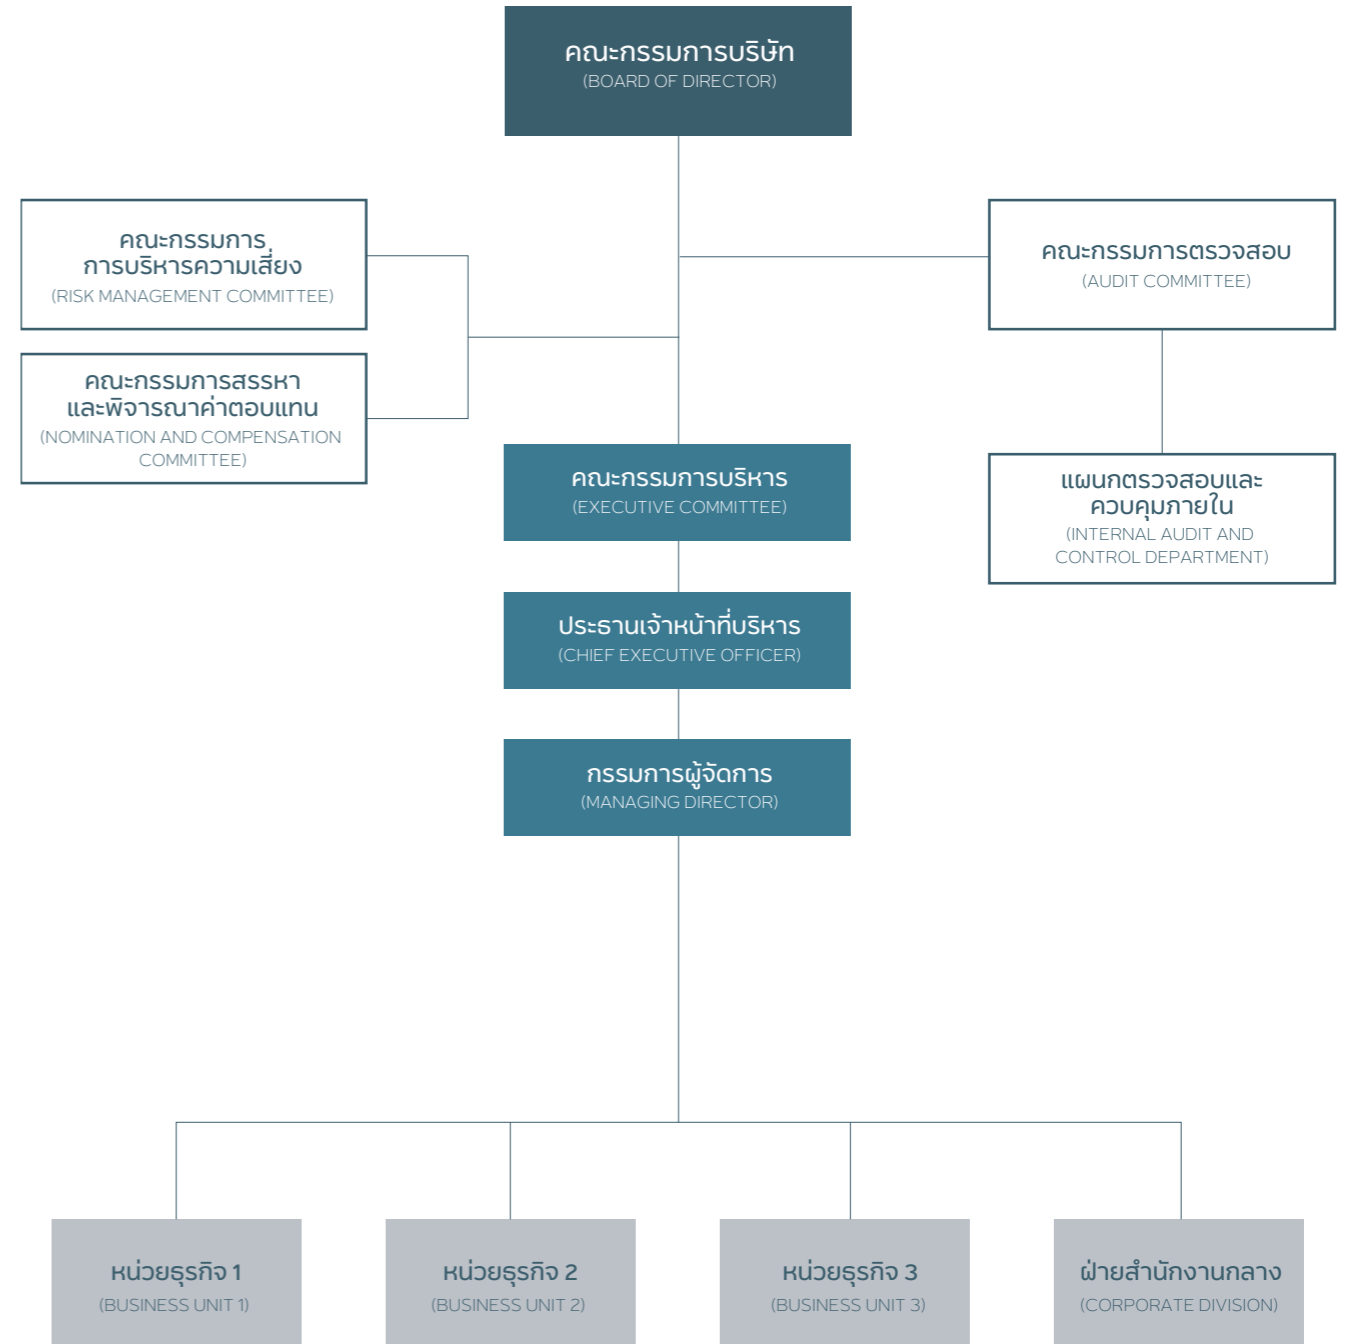 คณะกรรมการบริษัท
(BOARD OF DIRECTOR)
คณะกรรมการ
การบริหารความเสี่ยง
(RISK MANAGEMENT COMMITTEE)
คณะกรรมการตรวจสอบ
(AUDIT COMMITTEE)
คณะกรรมการสรรหา
และพิจารณาค่าตอบแทน
(NOMINATION AND COMPENSATION
COMMITTEE)
คณะกรรมการบริหาร
(EXECUTIVE COMMITTEE)
แผนกตรวจสอบและ
ควบคุมภายใน
(INTERNAL AUDIT AND
CONTROL DEPARTMENT)
ประธานเจ้าหน้าที่บริหาร
(CHIEF EXECUTIVE OFFICER)
กรรมการผู้จัดการ
(MANAGING DIRECTOR)
หน่วยธุรกิจ 1
(BUSINESS UNIT 1)
หน่วยธุรกิจ 2
(BUSINESS UNIT 2)
หน่วยธุรกิจ 3
(BUSINESS UNIT 3)
ฝ่ายสำนักงานกลาง
(CORPORATE DIVISION)